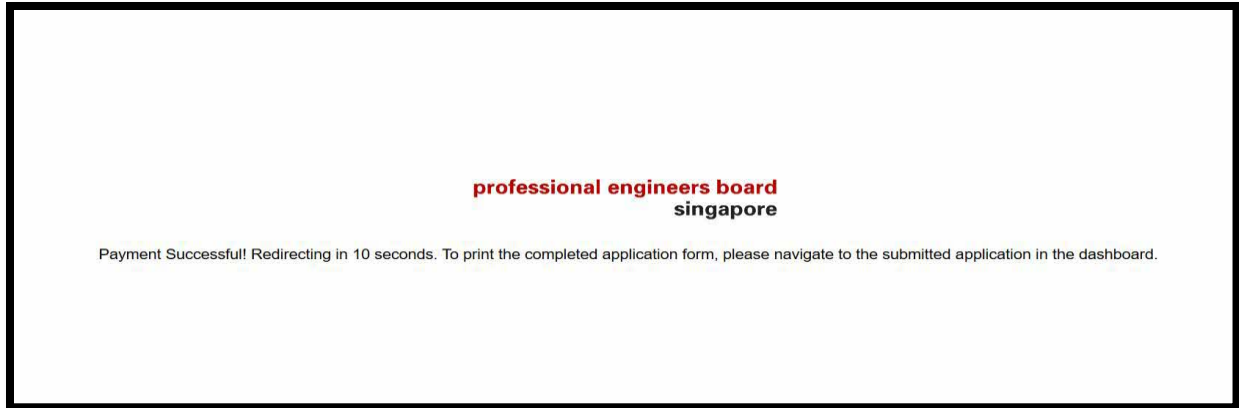 professional engineers board
singapore
Payment Successful! Redirecting in 10 seconds. To print the completed application form, please navigate to the submitted application in the dashboard.